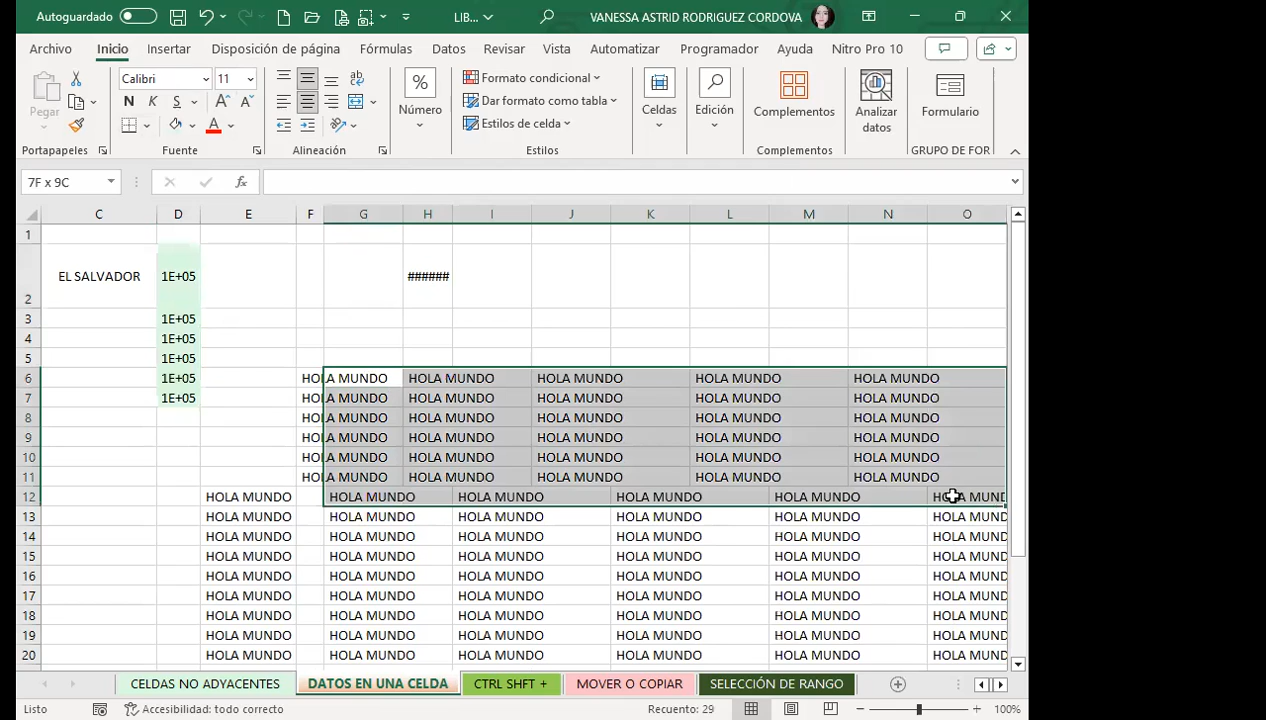 Autoguardado LIB... VANESSA ASTRID RODRIGUEZ CORDOVA
Archivo Inicio Insertar Disposición de página Fórmulas Datos Revisar Vista Automatizar Programador Ayuda Nitro Pro 10
Pegar Calibri 11 ab Número Formato condicional Celdas Edición Complementos Analizar datos Formulario
N K S A A Dar formato como tabla
A Estilos de celda
Portapapeles Fuente Alineación Estilos Complementos GRUPO DE FOR
7F x 9C fx
C D E F G H I J K L M N O
1
2 EL SALVADOR 1E+05 ######
3 1E+05
4 1E+05
5 1E+05
6 1E+05 HOLA MUNDO HOLA MUNDO HOLA MUNDO HOLA MUNDO HOLA MUNDO
7 1E+05 HOLA MUNDO HOLA MUNDO HOLA MUNDO HOLA MUNDO HOLA MUNDO
8 HOLA MUNDO HOLA MUNDO HOLA MUNDO HOLA MUNDO HOLA MUNDO
9 HOLA MUNDO HOLA MUNDO HOLA MUNDO HOLA MUNDO HOLA MUNDO
10 HOLA MUNDO HOLA MUNDO HOLA MUNDO HOLA MUNDO HOLA MUNDO
11 HOLA MUNDO HOLA MUNDO HOLA MUNDO HOLA MUNDO HOLA MUNDO
12 HOLA MUNDO HOLA MUNDO HOLA MUNDO HOLA MUNDO HOLA MUNDO HOLA MUND
13 HOLA MUNDO HOLA MUNDO HOLA MUNDO HOLA MUNDO HOLA MUNDO HOLA MUND
14 HOLA MUNDO HOLA MUNDO HOLA MUNDO HOLA MUNDO HOLA MUNDO HOLA MUND
15 HOLA MUNDO HOLA MUNDO HOLA MUNDO HOLA MUNDO HOLA MUNDO HOLA MUND
16 HOLA MUNDO HOLA MUNDO HOLA MUNDO HOLA MUNDO HOLA MUNDO HOLA MUND
17 HOLA MUNDO HOLA MUNDO HOLA MUNDO HOLA MUNDO HOLA MUNDO HOLA MUND
18 HOLA MUNDO HOLA MUNDO HOLA MUNDO HOLA MUNDO HOLA MUNDO HOLA MUND
19 HOLA MUNDO HOLA MUNDO HOLA MUNDO HOLA MUNDO HOLA MUNDO HOLA MUND
20 HOLA MUNDO HOLA MUNDO HOLA MUNDO HOLA MUNDO HOLA MUNDO HOLA MUND
CELDAS NO ADYACENTES DATOS EN UNA CELDA CTRL SHFT + MOVER O COPIAR SELECCIÓN DE RANGO
Listo Accesibilidad: todo correcto Recuento: 29 100%